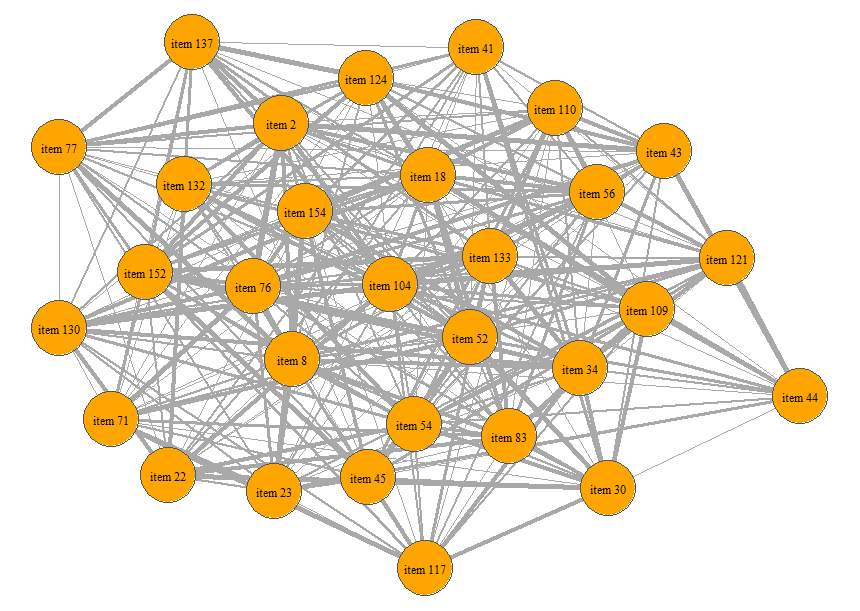 item 137
item 41
item 124
item 110
item 2
item 77
item 43
item 18
item 132
item 56
item 154
item 133
item 121
item 152
item 76
item 104
item 109
item 130
item 52
item 8
item 34
item 44
item 71
item 54
item 83
item 22
item 45
item 30
item 23
item 117